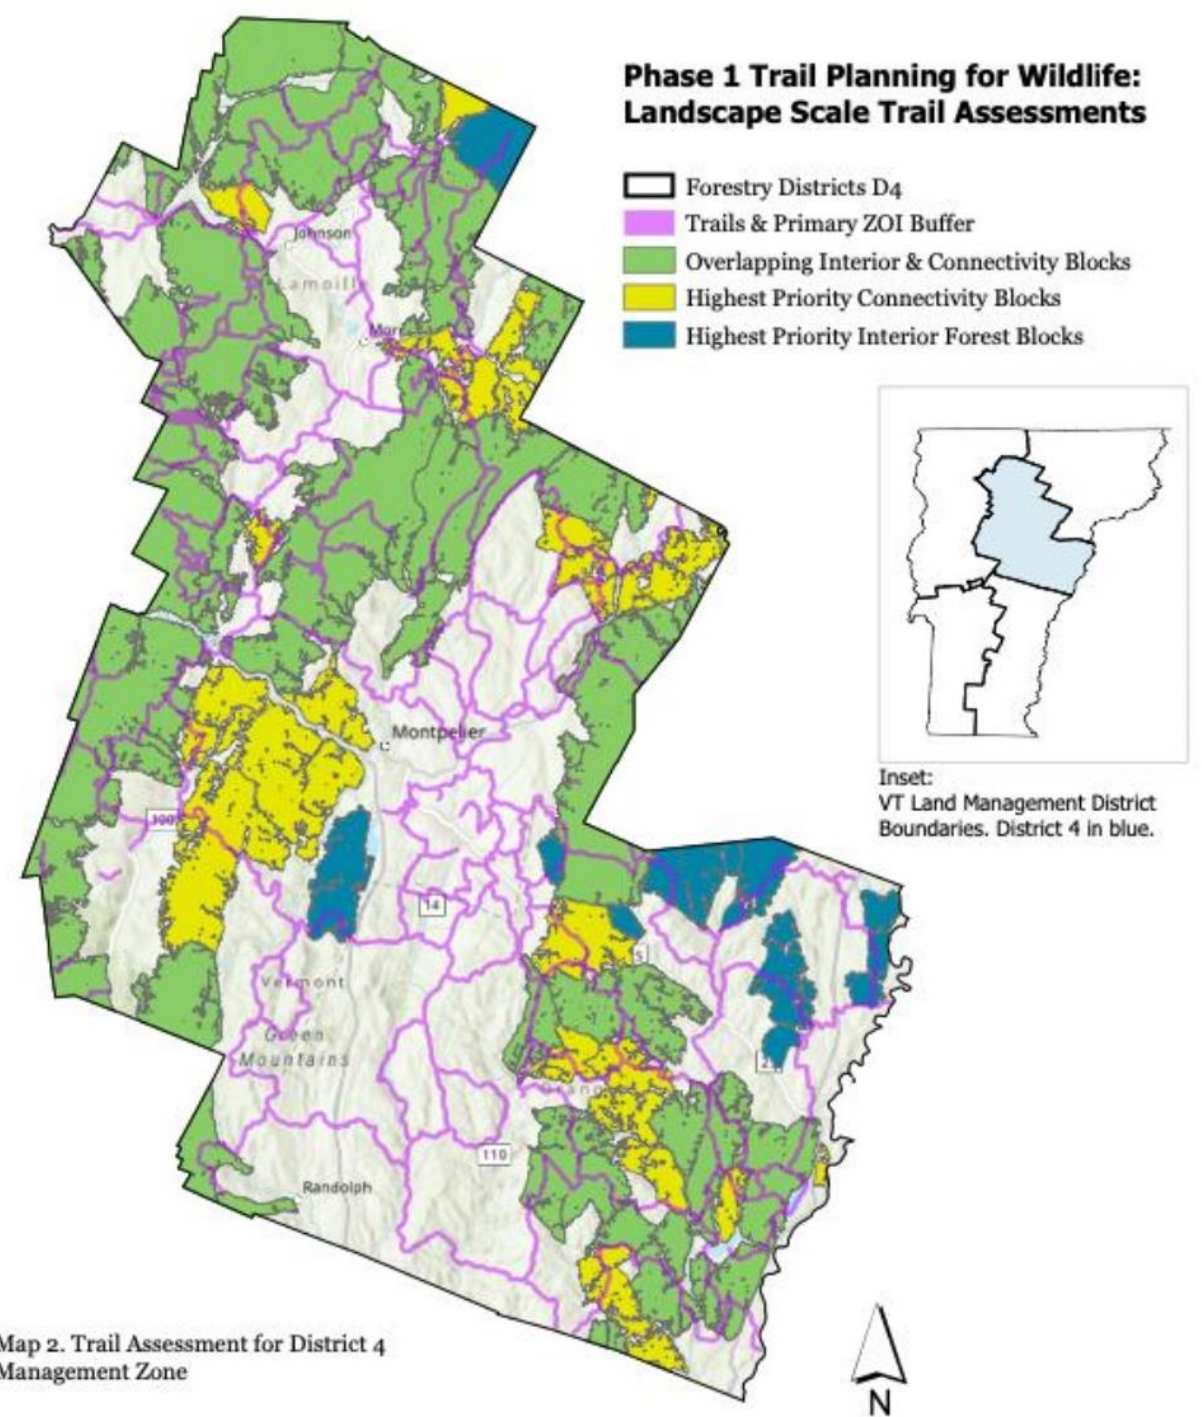 Phase 1 Trail Planning for Wildlife:
Landscape Scale Trail Assessments
Forestry Districts D4
Trails & Primary ZOI Buffer
Overlapping Interior & Connectivity Blocks
Highest Priority Connectivity Blocks
Highest Priority Interior Forest Blocks
Johnson
Lamoille
Montpelier
100
14
5
Vermont
Green
Mountains
110
Randolph
Inset:
VT Land Management District
Boundaries. District 4 in blue.
Map 2. Trail Assessment for District 4
Management Zone
N